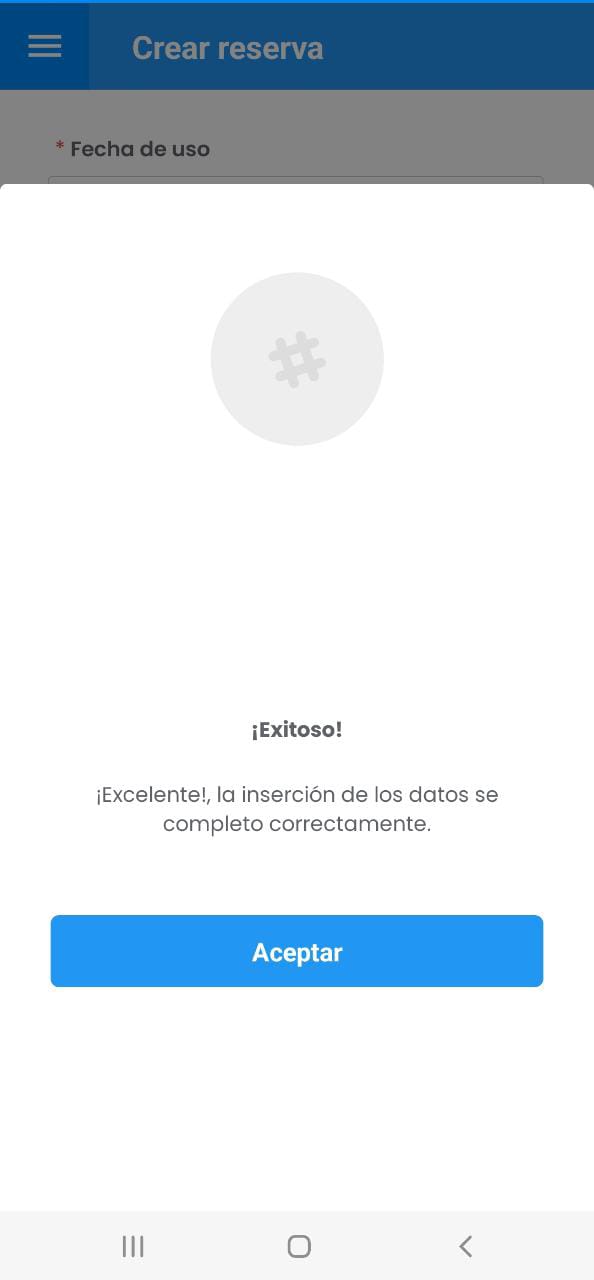 Crear reserva
* Fecha de uso
¡Exitoso!
¡Excelente!, la inserción de los datos se
completo correctamente.
Aceptar